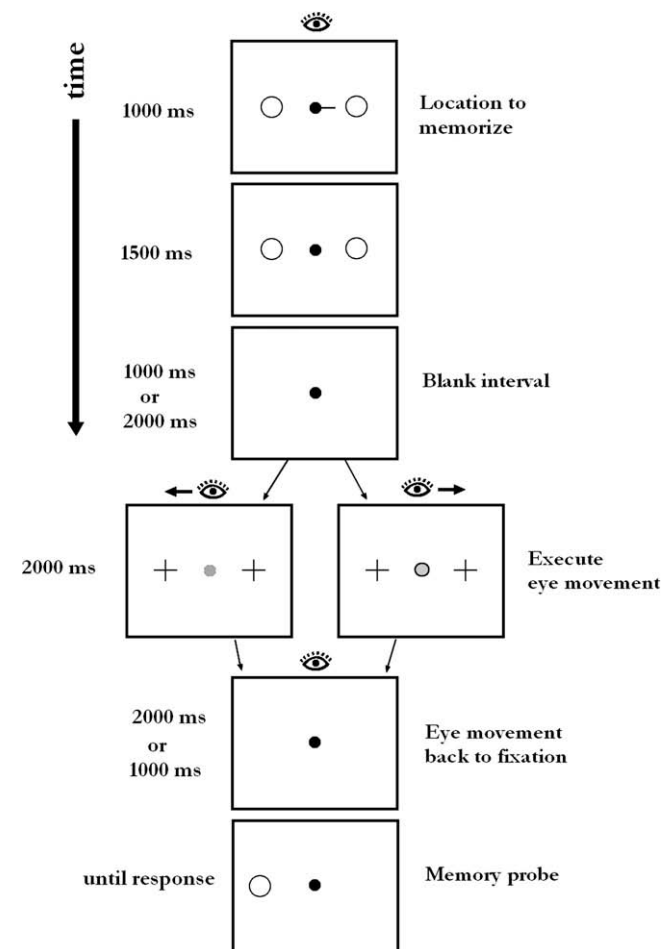 time
1000 ms
Location to
memorize
1500 ms
1000 ms
or
2000 ms
Blank interval
2000 ms
Execute
eye movement
2000 ms
or
1000 ms
Eye movement
back to fixation
until response
Memory probe